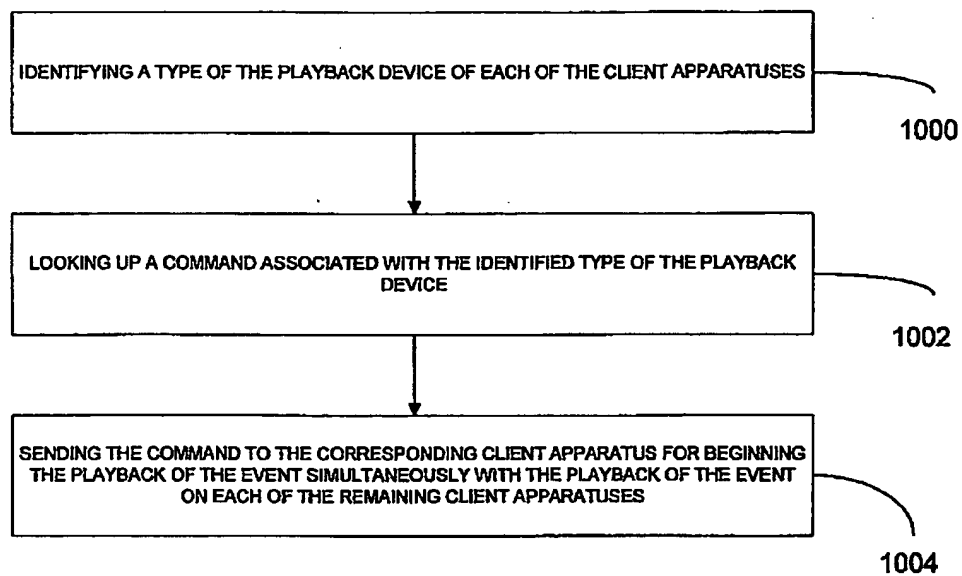 IDENTIFYING A TYPE OF THE PLAYBACK DEVICE OF EACH OF THE CLIENT APPARATUSES
1000
LOOKING UP A COMMAND ASSOCIATED WITH THE IDENTIFIED TYPE OF THE PLAYBACK
DEVICE
1002
SENDING THE COMMAND TO THE CORRESPONDING CLIENT APPARATUS FOR BEGINNING
THE PLAYBACK OF THE EVENT SIMULTANEOUSLY WITH THE PLAYBACK OF THE EVENT
ON EACH OF THE REMAINING CLIENT APPARATUSES
1004